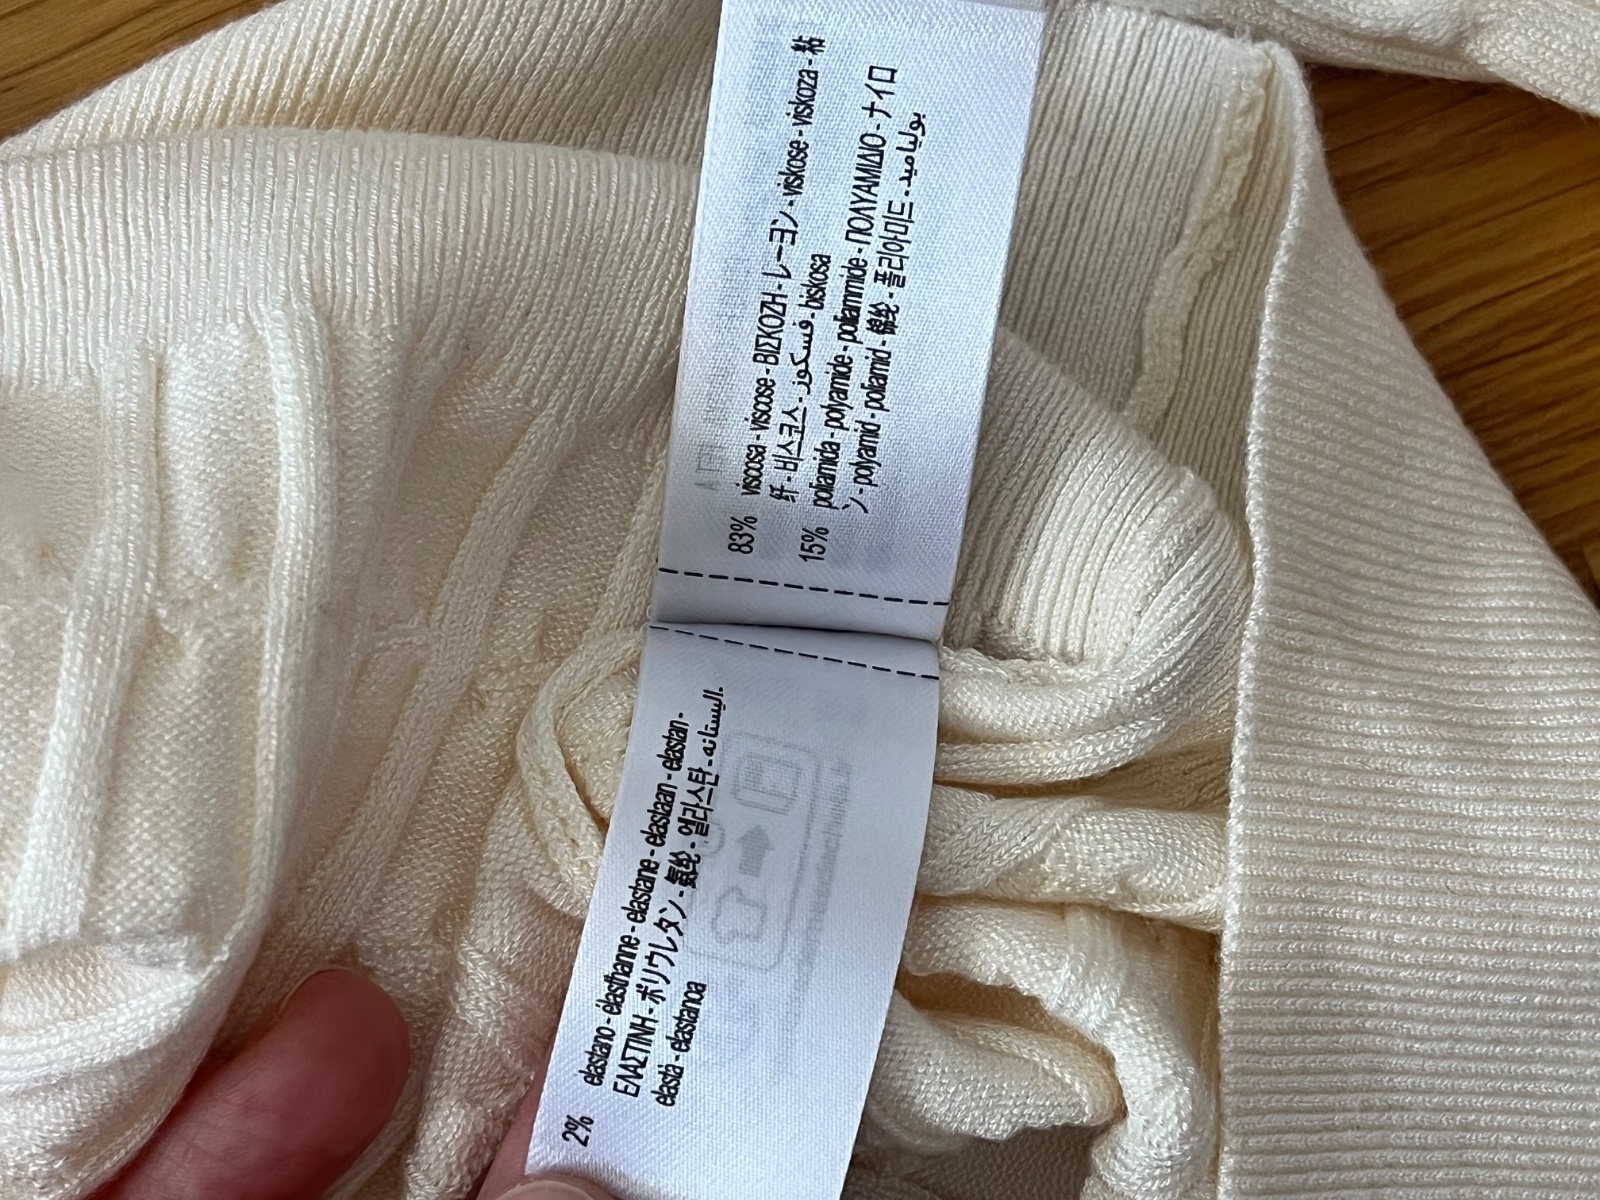 83% viscosa - viscose - ΒΙΣΚΟΖΗ - レーヨン - viskose - viskoza - 粘
纤 - 비스코스 - فسكوز - biskosa
15% poliamida - polyamide - poliammide - ΠΟΛΥΑΜΙΔΙΟ - ナイロ
ン - polyamid - poliamid - 锦纶 - 폴리아미드 - بولياميد
2% elastano - élasthanne - elastane - elastaan - elastan -
ΕΛΑΣΤΙΝΗ - ポリウレタン - 氨纶 - 엘라스탄 - اليستانه.
elasta - elastanoa